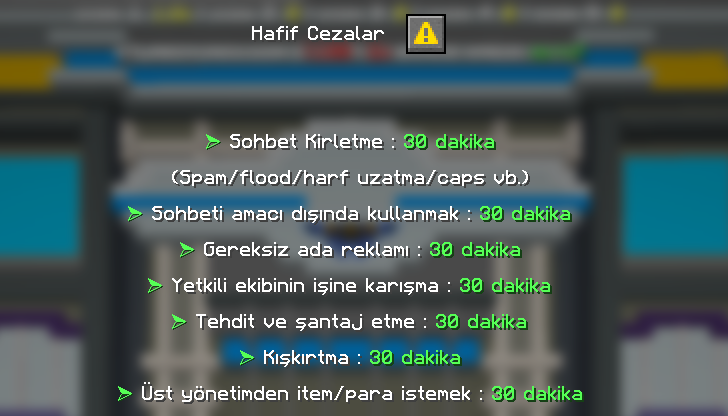 Hafif Cezalar
➢ Sohbet Kirletme : 30 dakika
(Spam/flood/harf uzatma/caps vb.)
➢ Sohbeti amacı dışında kullanmak : 30 dakika
➢ Gereksiz ada reklamı : 30 dakika
➢ Yetkili ekibinin işine karışma : 30 dakika
➢ Tehdit ve şantaj etme : 30 dakika
➢ Kışkırtma : 30 dakika
➢ Üst yönetimden item/para istemek : 30 dakika